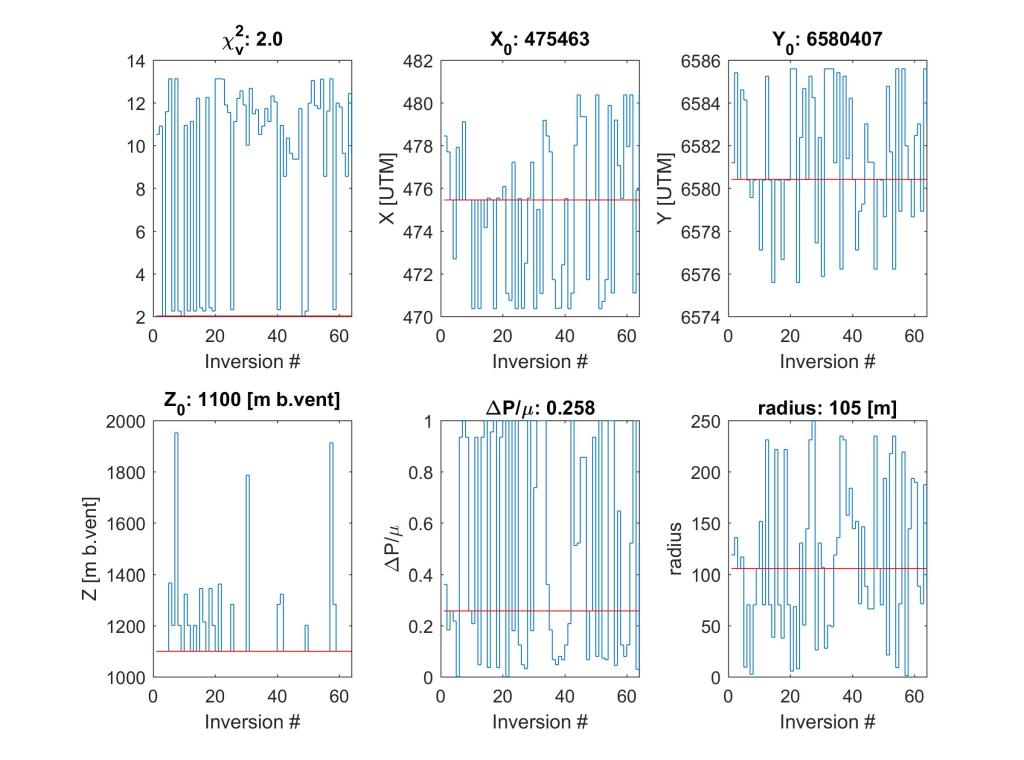 χ²ᵥ: 2.0
14
12
10
8
6
4
2
0 20 40 60
Inversion #
X₀: 475463
X [UTM]
482
480
478
476
474
472
470
0 20 40 60
Inversion #
Y₀: 6580407
Y [UTM]
6586
6584
6582
6580
6578
6576
6574
0 20 40 60
Inversion #
Z₀: 1100 [m b.vent]
Z [m b.vent]
2000
1800
1600
1400
1200
1000
0 20 40 60
Inversion #
ΔP/μ: 0.258
ΔP/μ
1
0.8
0.6
0.4
0.2
0
0 20 40 60
Inversion #
radius: 105 [m]
radius
250
200
150
100
50
0
0 20 40 60
Inversion #